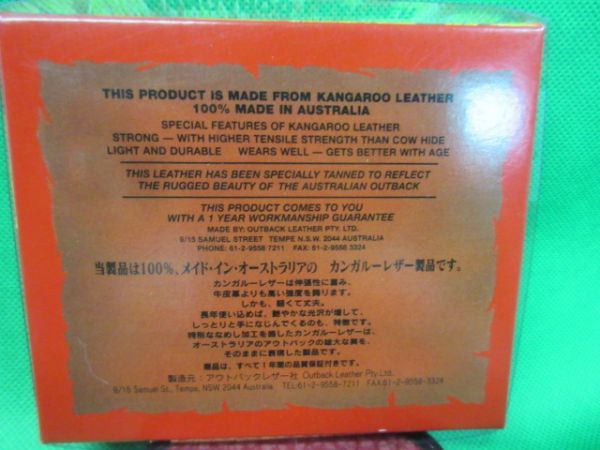 THIS PRODUCT IS MADE FROM KANGAROO LEATHER
100% MADE IN AUSTRALIA
SPECIAL FEATURES OF KANGAROO LEATHER
STRONG — WITH HIGHER TENSILE STRENGTH THAN COW HIDE
LIGHT AND DURABLE WEARS WELL — GETS BETTER WITH AGE
THIS LEATHER HAS BEEN SPECIALLY TANNED TO REFLECT
THE RUGGED BEAUTY OF THE AUSTRALIAN OUTBACK
THIS PRODUCT COMES TO YOU
WITH A 1 YEAR WORKMANSHIP GUARANTEE
MADE BY: OUTBACK LEATHER PTY. LTD.
9/15 SAMUEL STREET TEMPE N.S.W. 2044 AUSTRALIA
PHONE: 61-2-9558 7211 FAX: 61-2-9558 3324
当製品は100%、メイド・イン・オーストラリアの カンガルーレザー製品です。
カンガルーレザーは伸張性に富み、
牛皮革よりも高い強度を誇ります。
しかも、軽くて丈夫。
長年使い込めば、艶やかな光沢が増して、
しっとりと手になじんでくるのも、特徴です。
特別ななめし加工を施したカンガルーレザーは、
オーストラリアのアウトバックの雄大な美を、
そのままに表現した製品です。
商品は、すべて1年間の品質保証付きです。
製造元：アウトバックレザー社 Outback Leather Pty.Ltd.
9/15 Samuel St., Tempe, NSW 2044 Australia TEL:61-2-9558-7211 FAX:61-2-9558-3324